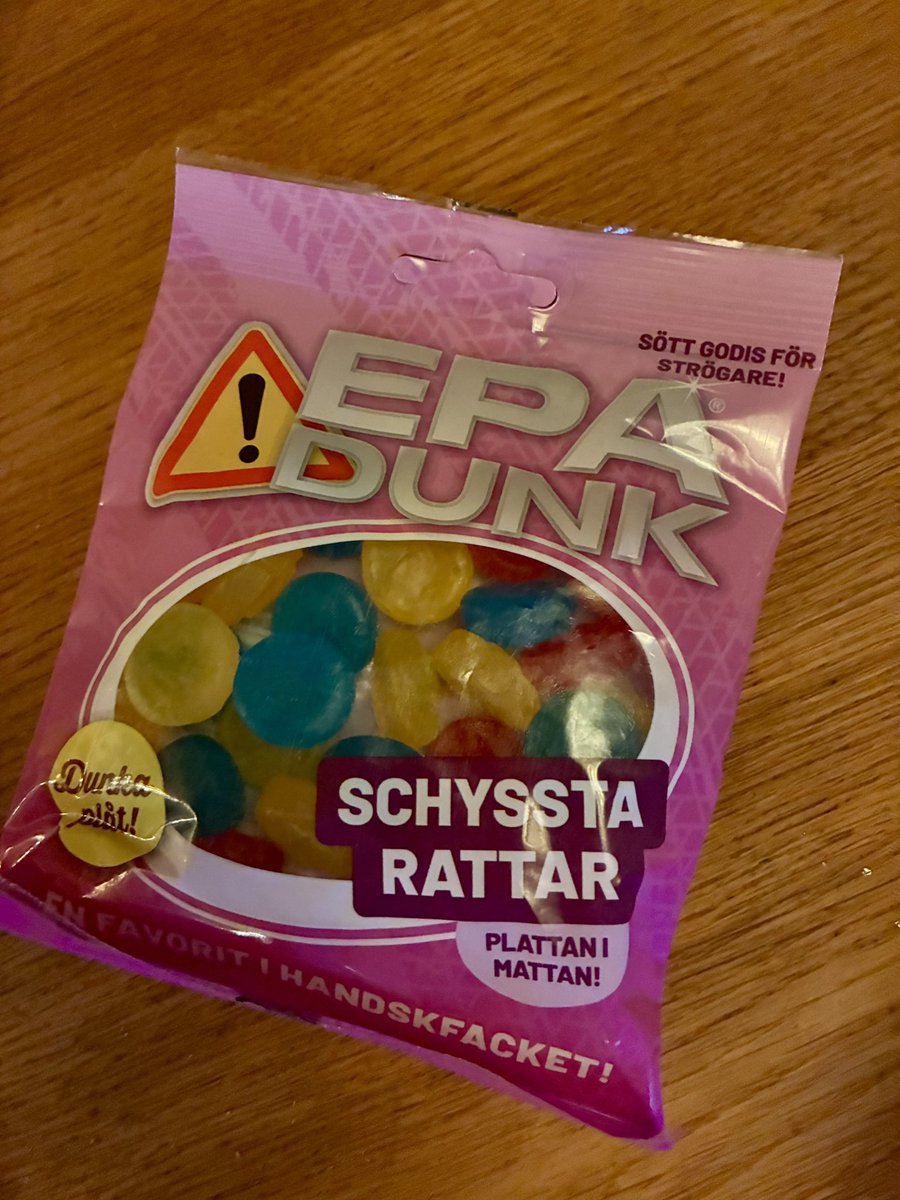 SÖTT GODIS FÖR
STRÖGARE!
!
EPA®
DUNK
Dunka
plåt!
SCHYSSTA
RATTAR
PLATTAN I
MATTAN!
EN FAVORIT I HANDSKFACKET!